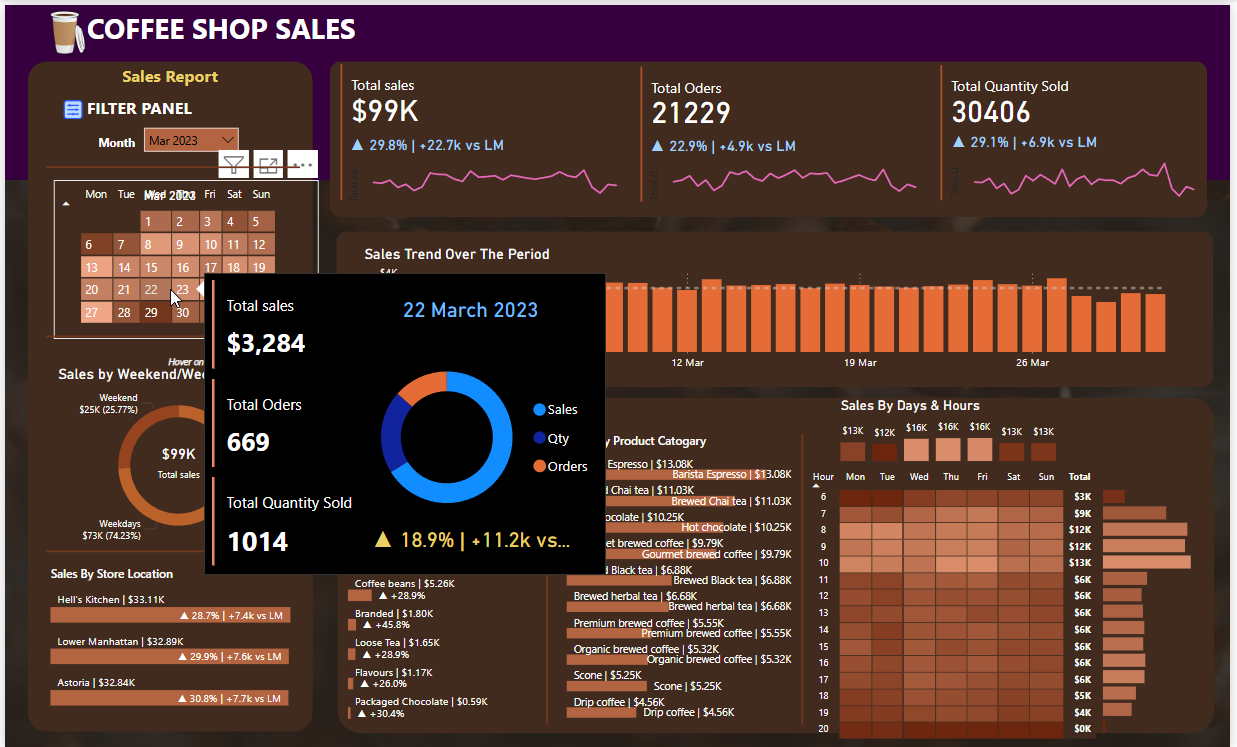 COFFEE SHOP SALES
Sales Report
FILTER PANEL
Month
Mar 2023
Mar 2023
Mon Tue Wed Thu Fri Sat Sun
1 2 3 4 5
6 7 8 9 10 11 12
13 14 15 16 17 18 19
20 21 22 23
27 28 29 30
Hover on
Sales by Weekend/Wee
Weekend
$25K (25.77%)
$99K
Total sales
Weekdays
$73K (74.23%)
Sales By Store Location
Hell's Kitchen | $33.11K
▲ 28.7% | +7.4k vs LM
Lower Manhattan | $32.89K
▲ 29.9% | +7.6k vs LM
Astoria | $32.84K
▲ 30.8% | +7.7k vs LM
Total sales
$99K
▲ 29.8% | +22.7k vs LM
Total Oders
21229
▲ 22.9% | +4.9k vs LM
Total Quantity Sold
30406
▲ 29.1% | +6.9k vs LM
Sales Trend Over The Period
$4K
12 Mar
19 Mar
26 Mar
Total sales
$3,284
Total Oders
669
Total Quantity Sold
1014
22 March 2023
Sales
Qty
Orders
▲ 18.9% | +11.2k vs...
Coffee beans | $5.26K
▲ +28.9%
Branded | $1.80K
▲ +45.8%
Loose Tea | $1.65K
▲ +28.9%
Flavours | $1.17K
▲ +26.0%
Packaged Chocolate | $0.59K
▲ +30.4%
y Product Catogary
Espresso | $13.08K
Barista Espresso | $13.08K
d Chai tea | $11.03K
Brewed Chai tea | $11.03K
ocolate | $10.25K
Hot chocolate | $10.25K
et brewed coffee | $9.79K
Gourmet brewed coffee | $9.79K
d Black tea | $6.88K
Brewed Black tea | $6.88K
Brewed herbal tea | $6.68K
Brewed herbal tea | $6.68K
Premium brewed coffee | $5.55K
Premium brewed coffee | $5.55K
Organic brewed coffee | $5.32K
Organic brewed coffee | $5.32K
Scone | $5.25K
Scone | $5.25K
Drip coffee | $4.56K
Drip coffee | $4.56K
Sales By Days & Hours
$13K $12K $16K $16K $16K $13K $13K
Hour Mon Tue Wed Thu Fri Sat Sun Total
6 $3K
7 $9K
8 $12K
9 $12K
10 $13K
11 $6K
12 $6K
13 $6K
14 $6K
15 $6K
16 $6K
17 $6K
18 $5K
19 $4K
20 $0K